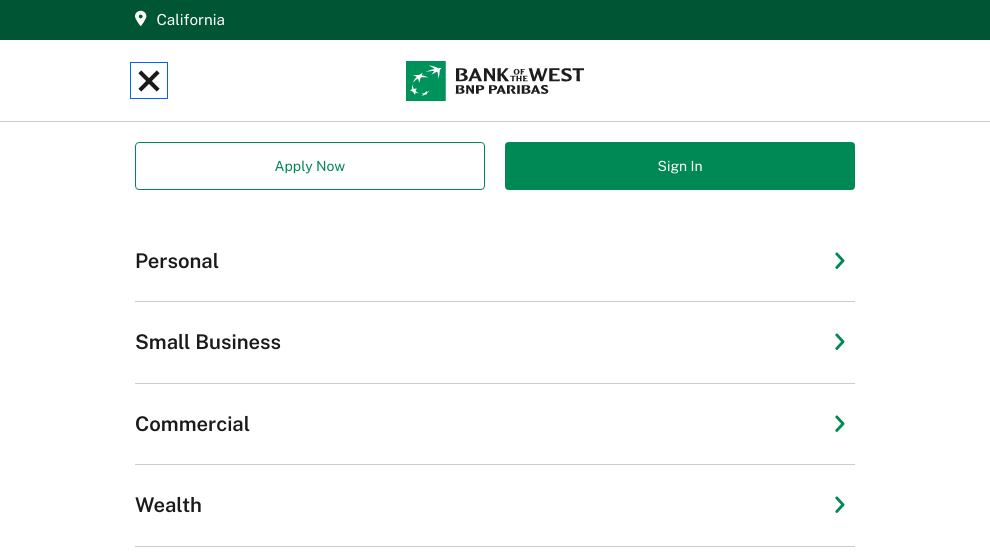 California
BANK OF THE WEST
BNP PARIBAS
Apply Now
Sign In
Personal
Small Business
Commercial
Wealth